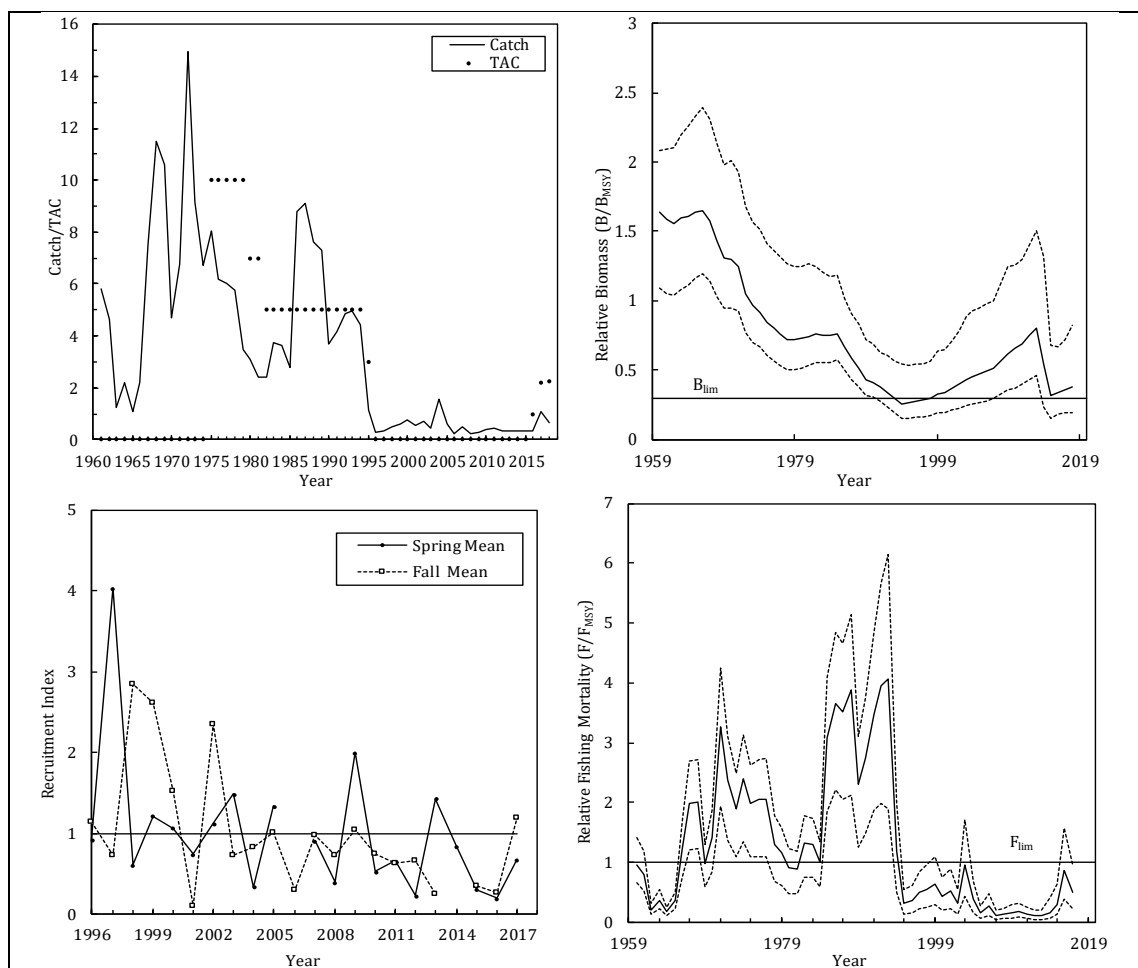 16
14
12
10
8
6
4
2
0
Catch/TAC
Catch
TAC
1960 1965 1970 1975 1980 1985 1990 1995 2000 2005 2010 2015
Year
3
2.5
2
1.5
1
0.5
0
Relative Biomass (B/BMSY)
Blim
1959 1979 1999 2019
Year
5
4
3
2
1
0
Recruitment Index
Spring Mean
Fall Mean
1996 1999 2002 2005 2008 2011 2014 2017
Year
7
6
5
4
3
2
1
0
Relative Fishing Mortality (F/FMSY)
Flim
1959 1979 1999 2019
Year